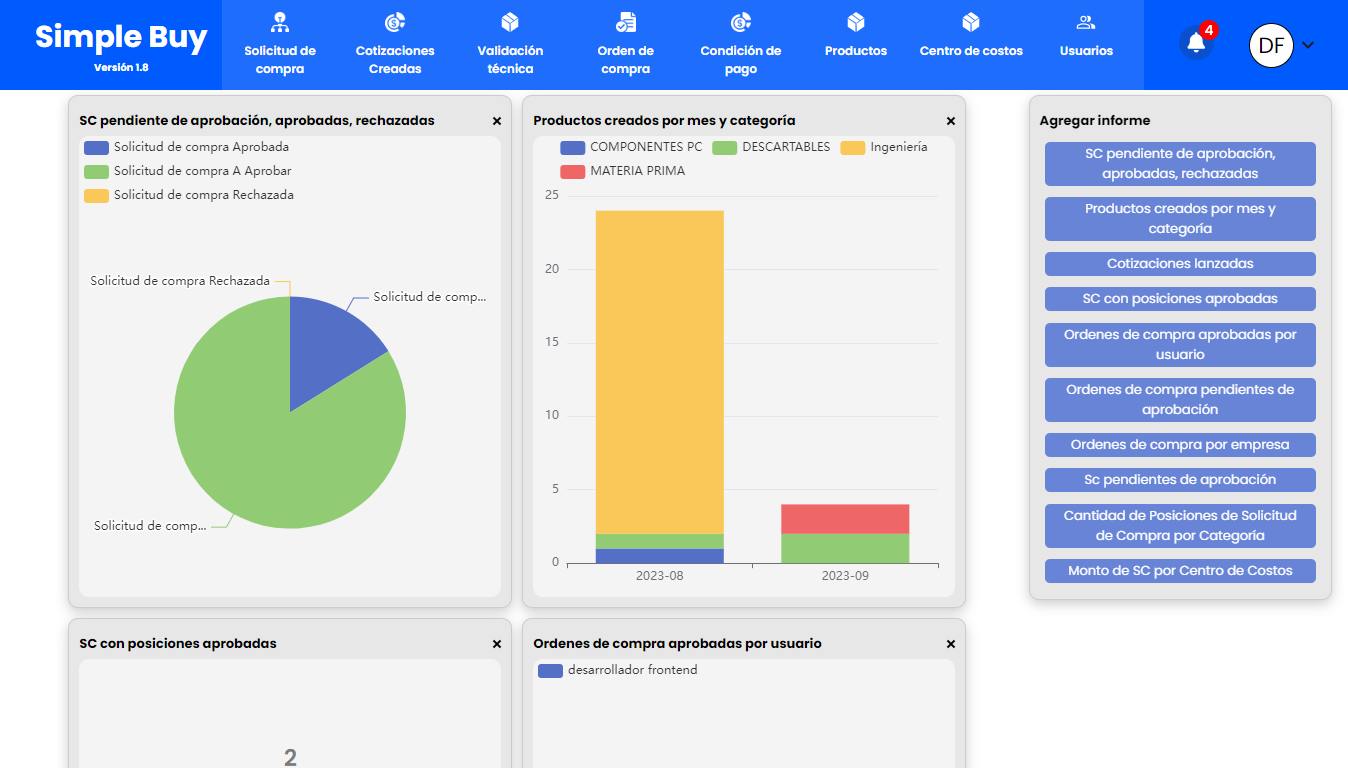 Simple Buy
Versión 1.8
Solicitud de
compra
Cotizaciones
Creadas
Validación
técnica
Orden de
compra
Condición de
pago
Productos
Centro de costos
Usuarios
4
DF
SC pendiente de aprobación, aprobadas, rechazadas
×
Solicitud de compra Aprobada
Solicitud de compra A Aprobar
Solicitud de compra Rechazada
Solicitud de compra Rechazada
Solicitud de comp...
Solicitud de comp...
Productos creados por mes y categoría
×
COMPONENTES PC
DESCARTABLES
Ingeniería
MATERIA PRIMA
25
20
15
10
5
0
2023-08
2023-09
Agregar informe
SC pendiente de aprobación,
aprobadas, rechazadas
Productos creados por mes y
categoría
Cotizaciones lanzadas
SC con posiciones aprobadas
Ordenes de compra aprobadas por
usuario
Ordenes de compra pendientes de
aprobación
Ordenes de compra por empresa
Sc pendientes de aprobación
Cantidad de Posiciones de Solicitud
de Compra por Categoría
Monto de SC por Centro de Costos
SC con posiciones aprobadas
×
2
Ordenes de compra aprobadas por usuario
×
desarrollador frontend